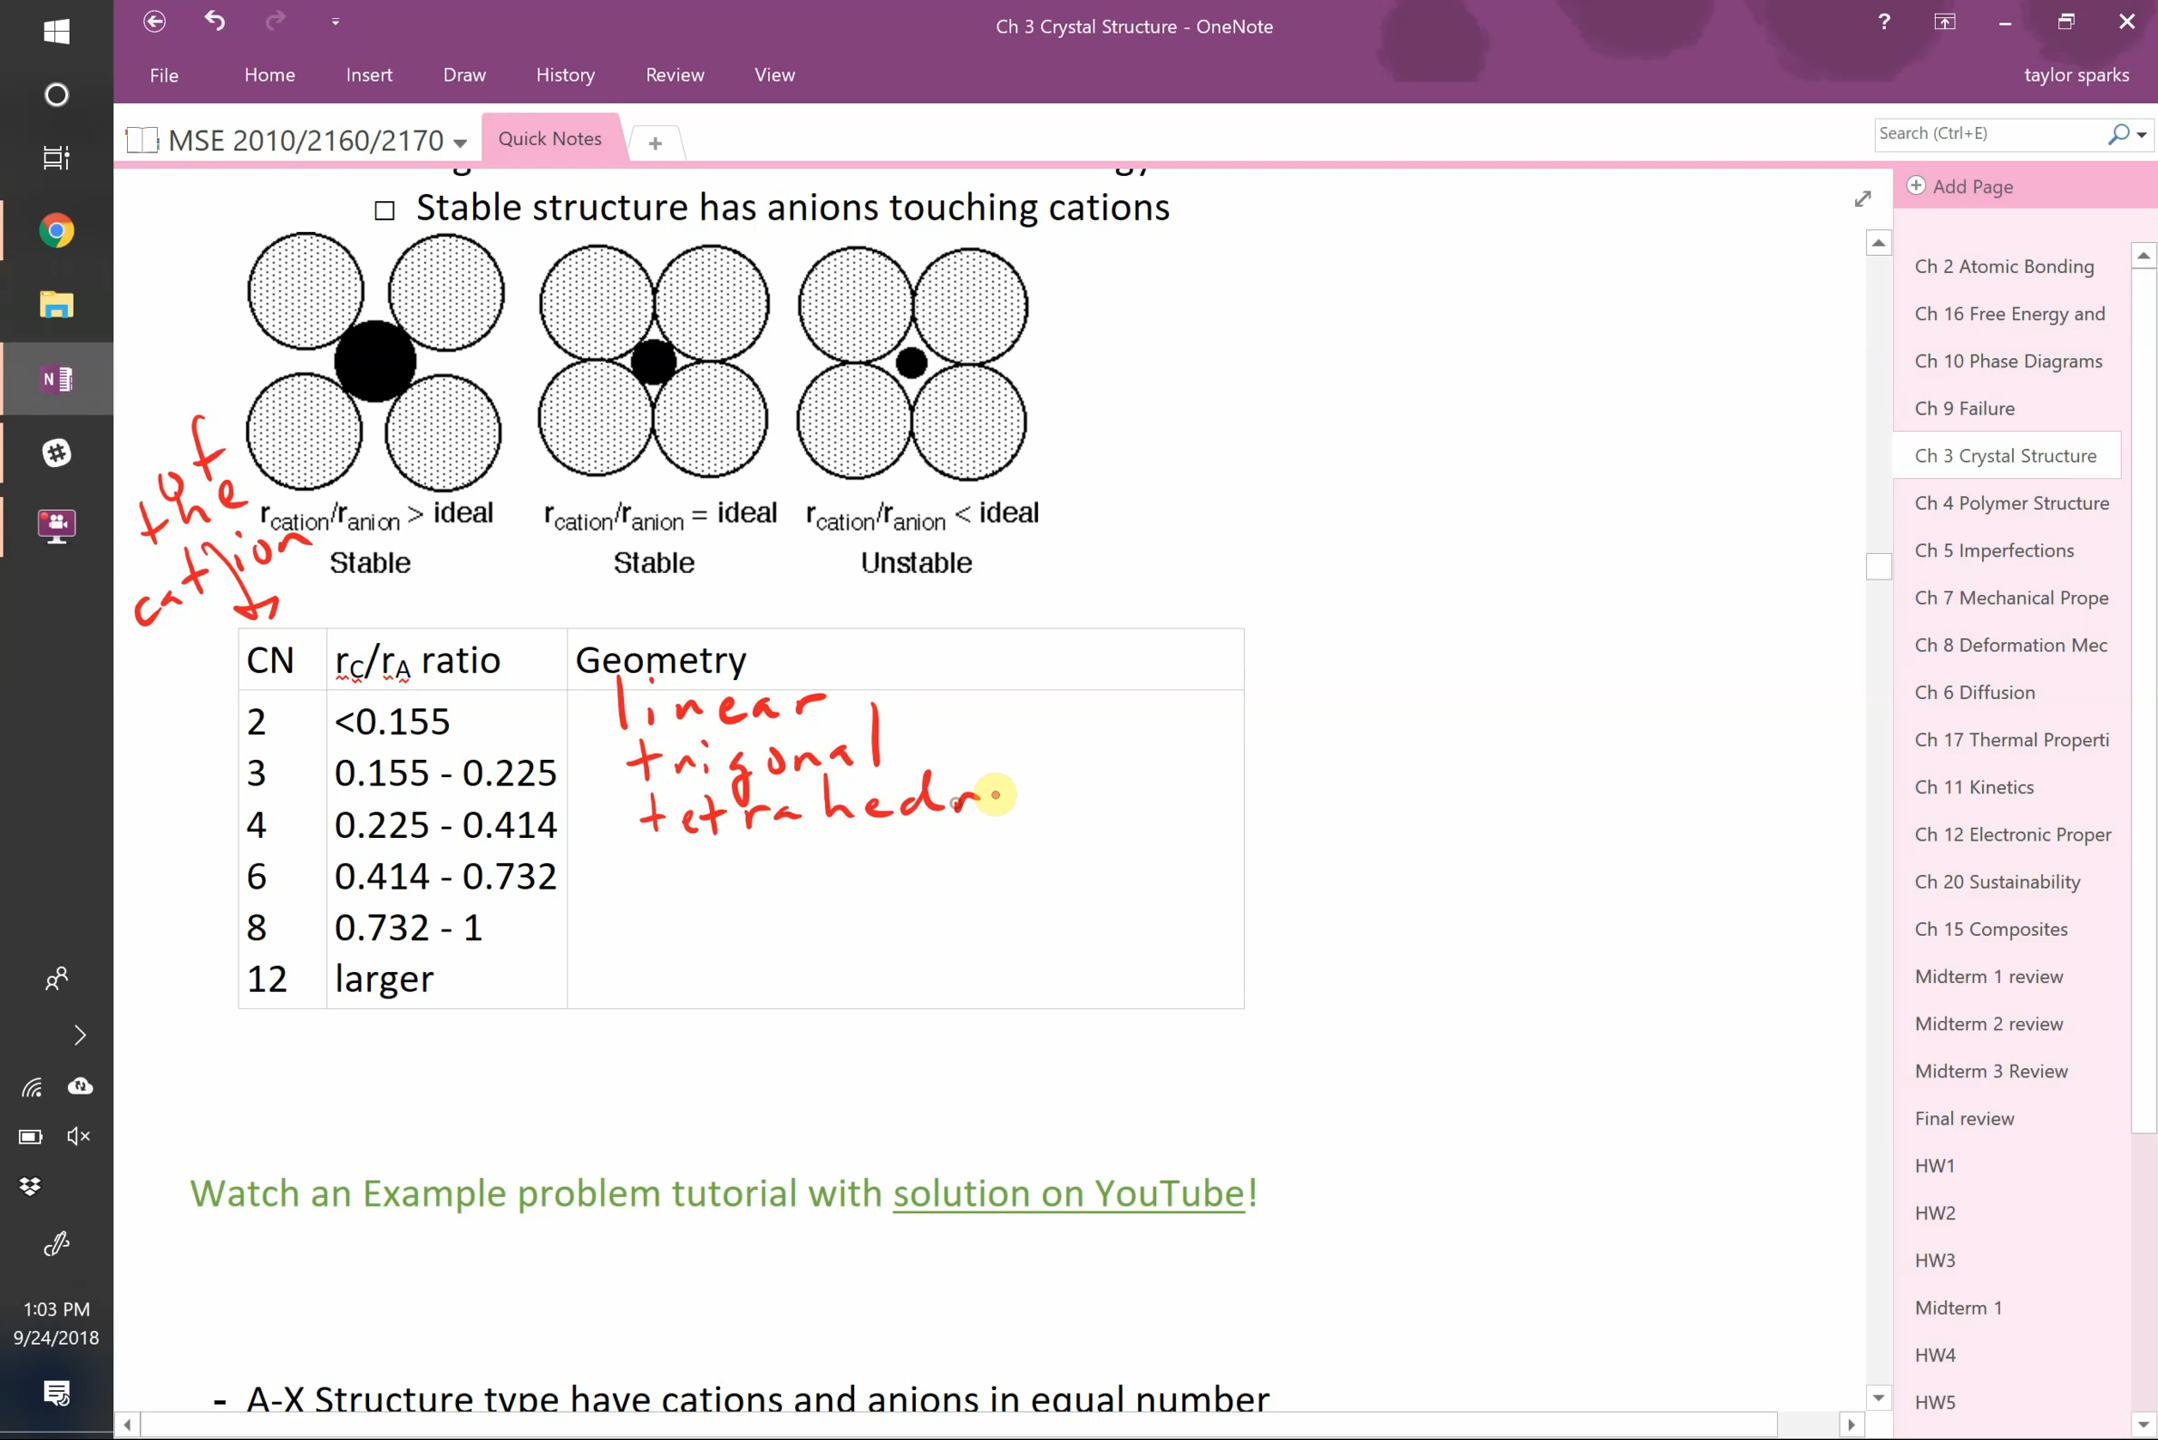 Ch 3 Crystal Structure - OneNote
?
File Home Insert Draw History Review View
taylor sparks
MSE 2010/2160/2170
Quick Notes
+
Search (Ctrl+E)
Add Page
Ch 2 Atomic Bonding
Ch 16 Free Energy and
Ch 10 Phase Diagrams
Ch 9 Failure
Ch 3 Crystal Structure
Ch 4 Polymer Structure
Ch 5 Imperfections
Ch 7 Mechanical Prope
Ch 8 Deformation Mec
Ch 6 Diffusion
Ch 17 Thermal Properti
Ch 11 Kinetics
Ch 12 Electronic Proper
Ch 20 Sustainability
Ch 15 Composites
Midterm 1 review
Midterm 2 review
Midterm 3 Review
Final review
HW1
HW2
HW3
Midterm 1
HW4
HW5
□ Stable structure has anions touching cations
rcation/ranion > ideal
Stable
rcation/ranion = ideal
Stable
rcation/ranion < ideal
Unstable
of
the
cation
CN rC/rA ratio Geometry
2 <0.155 linear
3 0.155 - 0.225 trigonal
4 0.225 - 0.414 tetrahedr
6 0.414 - 0.732
8 0.732 - 1
12 larger
Watch an Example problem tutorial with solution on YouTube!
- A-X Structure type have cations and anions in equal number
N
1:03 PM
9/24/2018